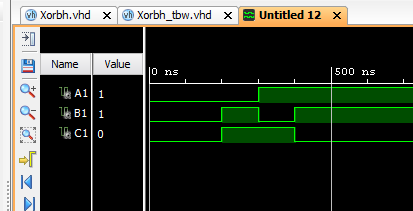 Xorbh.vhd Xorbh_tbw.vhd Untitled 12
Name Value
0 ns 500 ns
A1 1
B1 1
C1 0